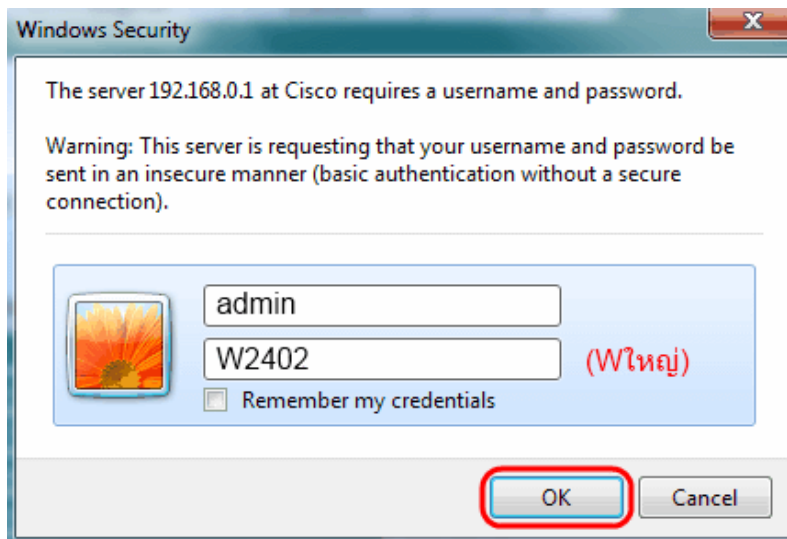 Windows Security
The server 192.168.0.1 at Cisco requires a username and password.
Warning: This server is requesting that your username and password be
sent in an insecure manner (basic authentication without a secure
connection).
admin
W2402 (Wใหญ่)
Remember my credentials
OK Cancel